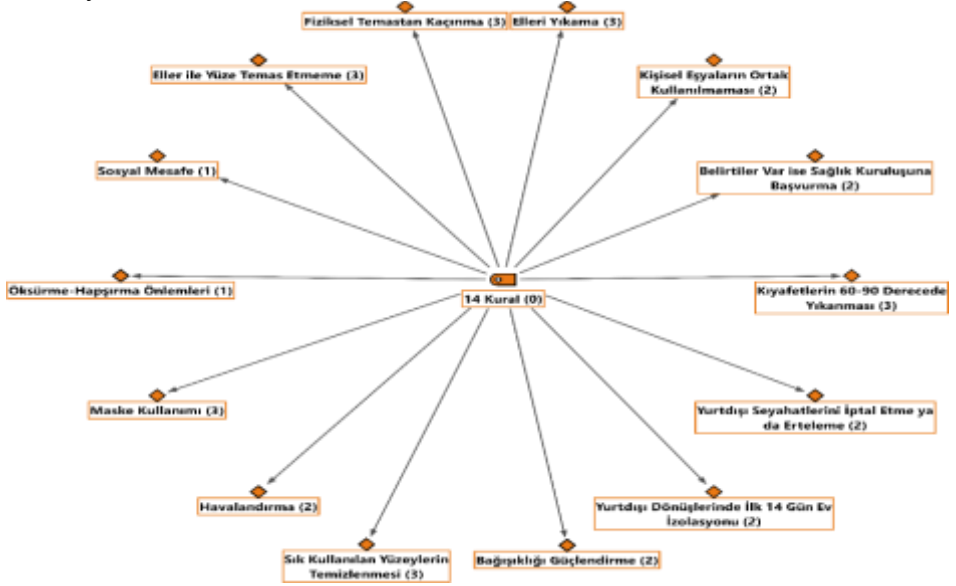 Fiziksel Temastan Kaçınma (3)
Elleri Yıkama (3)
Eller ile Yüze Temas Etmeme (3)
Kişisel Eşyaların Ortak
Kullanılmaması (2)
Sosyal Mesafe (1)
Belirtiler Var ise Sağlık Kuruluşuna
Başvurma (2)
Öksürme-Hapşırma Önlemleri (1)
14 Kural (0)
Kıyafetlerin 60-90 Derecede
Yıkanması (3)
Maske Kullanımı (3)
Yurtdışı Seyahatlerini İptal Etme ya
da Erteleme (2)
Havalandırma (2)
Yurtdışı Dönüşlerinde İlk 14 Gün Ev
İzolasyonu (2)
Sık Kullanılan Yüzeylerin
Temizlenmesi (3)
Bağışıklığı Güçlendirme (2)